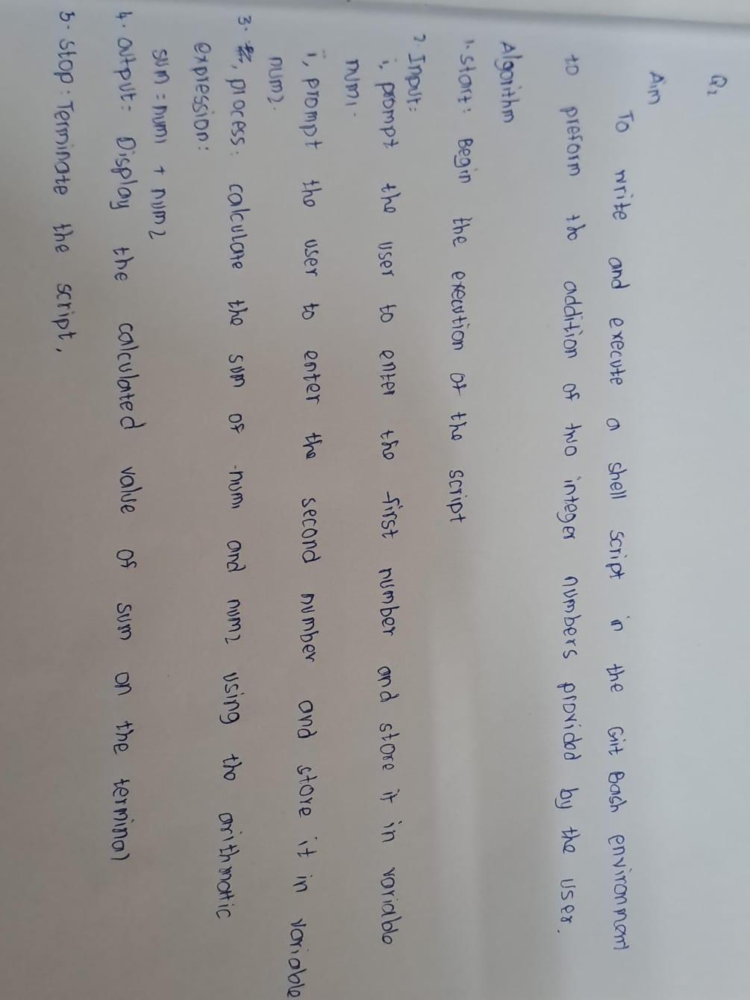 Q2
Aim
To write and execute a shell script in the Git Bash environment
to preform the addition of two integer numbers provided by the user.
Algorithm
1. Start: Begin the execution of the script
2. Input:
i, prompt the user to enter the first number and store it in variable
num1.
ii, prompt the user to enter the second number and store it in variable
num2.
3. process: calculate the sum of num1 and num2 using the arithmatic
expression:
sum = num1 + num2
4. output: Display the calculated value of sum on the terminal
5. stop: Terminate the script,